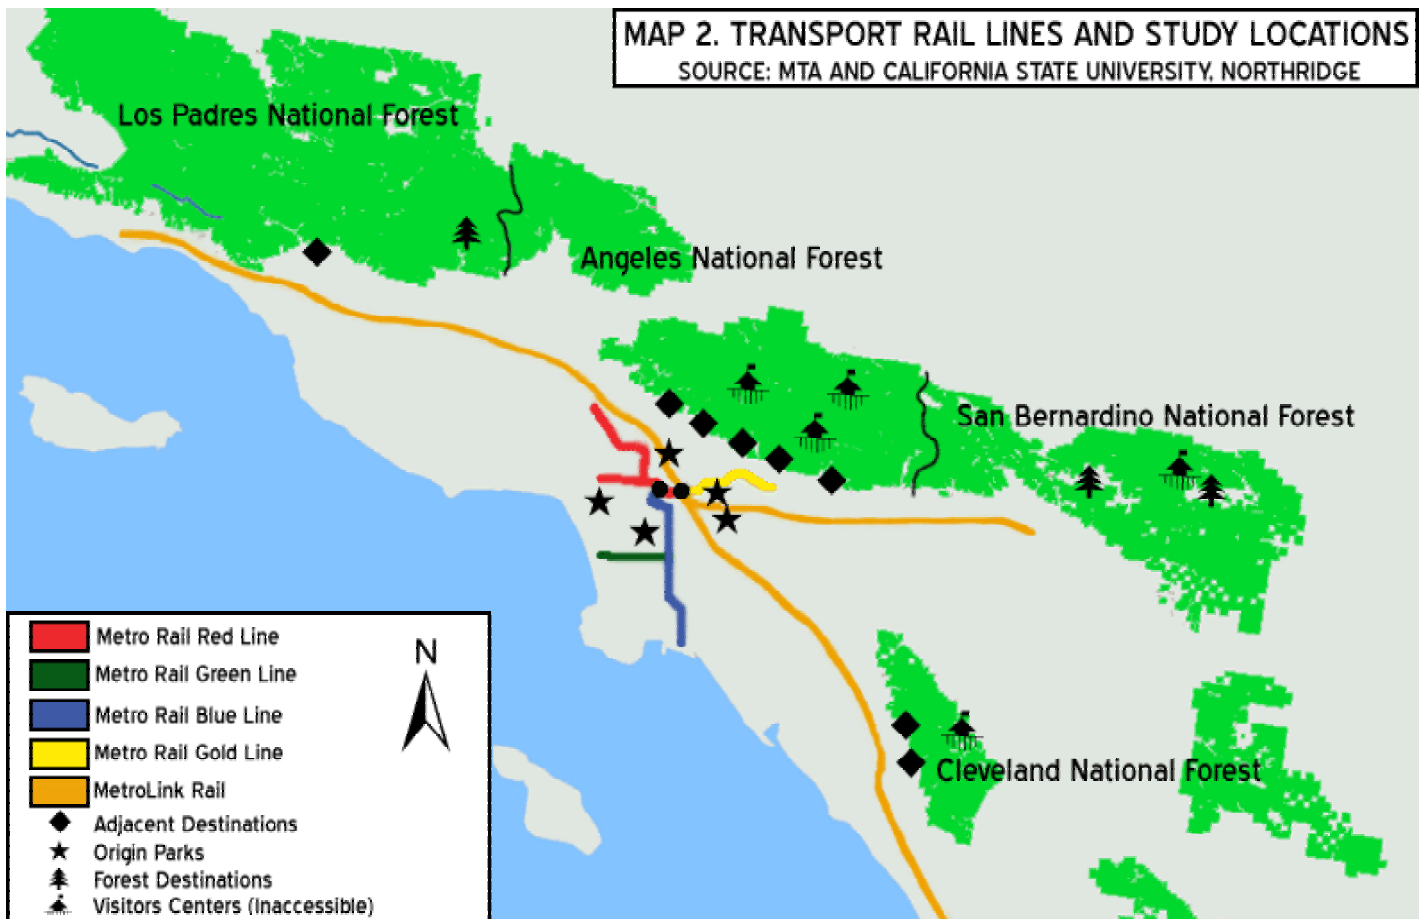 MAP 2. TRANSPORT RAIL LINES AND STUDY LOCATIONS
SOURCE: MTA AND CALIFORNIA STATE UNIVERSITY, NORTHRIDGE
Los Padres National Forest
Angeles National Forest
San Bernardino National Forest
Cleveland National Forest
N
Metro Rail Red Line
Metro Rail Green Line
Metro Rail Blue Line
Metro Rail Gold Line
MetroLink Rail
Adjacent Destinations
Origin Parks
Forest Destinations
Visitors Centers (Inaccessible)